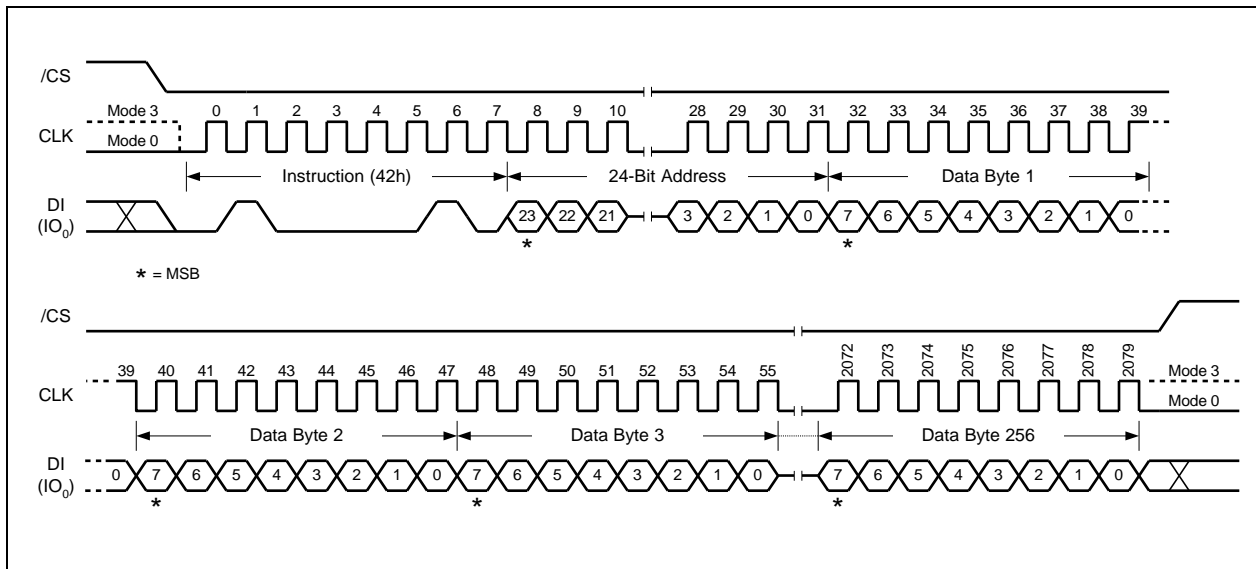 /CS
Mode 3 0 1 2 3 4 5 6 7 8 9 10 28 29 30 31 32 33 34 35 36 37 38 39
CLK
Mode 0
Instruction (42h) 24-Bit Address Data Byte 1
DI
(IO0) 23 22 21 3 2 1 0 7 6 5 4 3 2 1 0
* *
* = MSB
/CS
39 40 41 42 43 44 45 46 47 48 49 50 51 52 53 54 55 2072 2073 2074 2075 2076 2077 2078 2079 Mode 3
CLK
Mode 0
Data Byte 2 Data Byte 3 Data Byte 256
DI
(IO0) 0 7 6 5 4 3 2 1 0 7 6 5 4 3 2 1 0 7 6 5 4 3 2 1 0
* * *